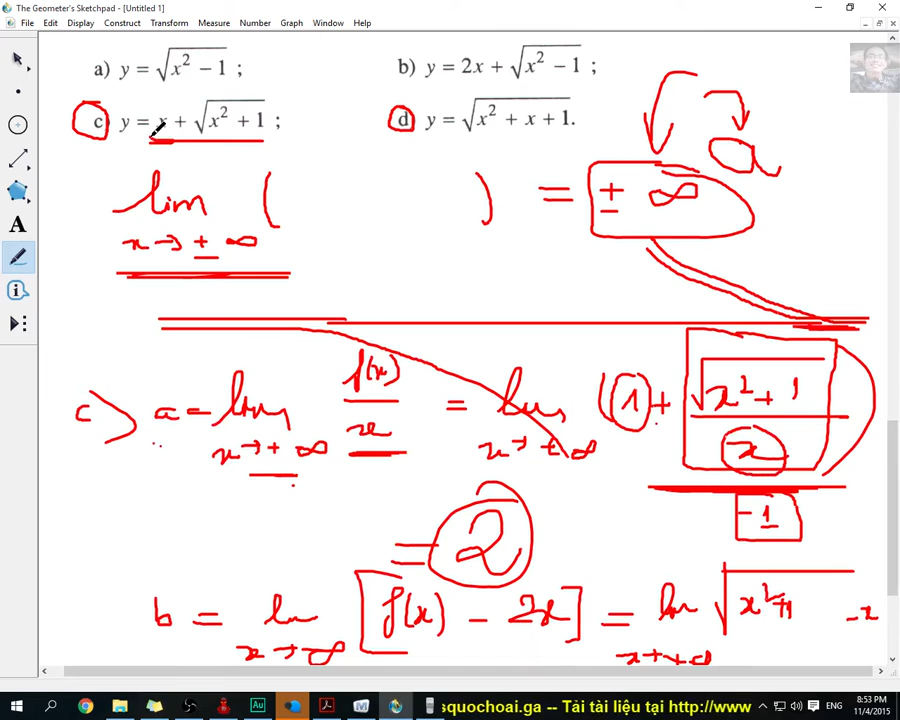 The Geometer's Sketchpad - [Untitled 1]
File Edit Display Construct Transform Measure Number Graph Window Help
a) y = √(x² − 1) ;
b) y = 2x + √(x² − 1) ;
c) y = x + √(x² + 1) ;
d y = √(x² + x + 1).
lim ( ) = ± ∞
x → ± ∞
a
c) a = lim f(x)/x = lim (1 + √(x² + 1)/x
x → + ∞ x → + ∞
-1
= 2
b = lim [f(x) − 2x] = lim √(x² + 1) − x
x → ∞ x → + ∞
squochoai.ga -- Tải tài liệu tại http://www
ENG
8:53 PM
11/4/2015